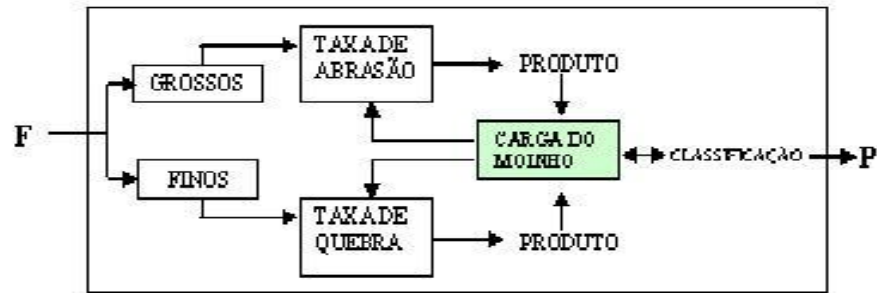 F
GROSSOS
TAXA DE
ABRASÃO
PRODUTO
CARGA DO
MOINHO
CLASSIFICAÇÃO
P
FINOS
TAXA DE
QUEBRA
PRODUTO